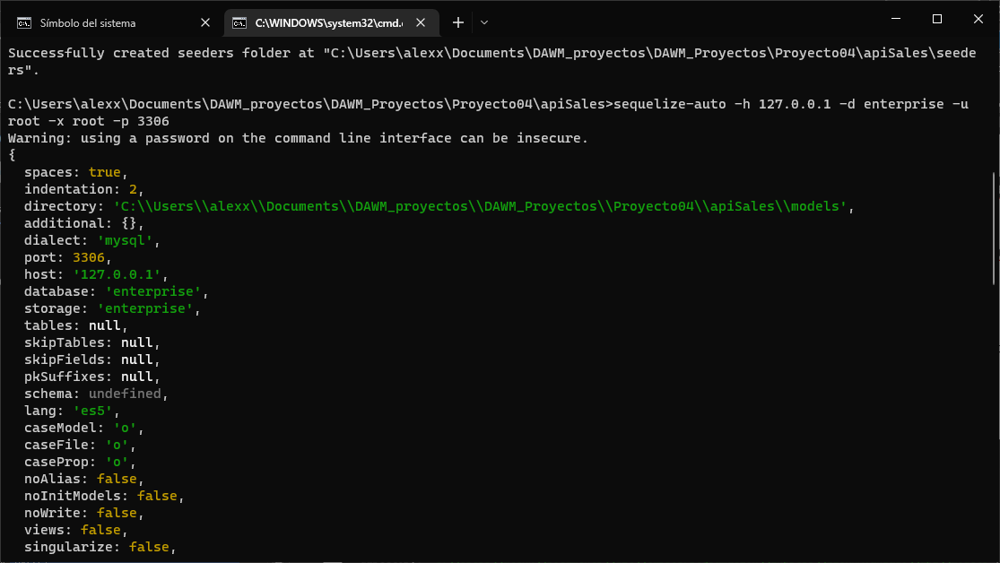 Símbolo del sistema
C:\WINDOWS\system32\cmd.
Successfully created seeders folder at "C:\Users\alexx\Documents\DAWM_proyectos\DAWM_Proyectos\Proyecto04\apiSales\seede
rs".
C:\Users\alexx\Documents\DAWM_proyectos\DAWM_Proyectos\Proyecto04\apiSales>sequelize-auto -h 127.0.0.1 -d enterprise -u
root -x root -p 3306
Warning: using a password on the command line interface can be insecure.
{
  spaces: true,
  indentation: 2,
  directory: 'C:\\Users\\alexx\\Documents\\DAWM_proyectos\\DAWM_Proyectos\\Proyecto04\\apiSales\\models',
  additional: {},
  dialect: 'mysql',
  port: 3306,
  host: '127.0.0.1',
  database: 'enterprise',
  storage: 'enterprise',
  tables: null,
  skipTables: null,
  skipFields: null,
  pkSuffixes: null,
  schema: undefined,
  lang: 'es5',
  caseModel: 'o',
  caseFile: 'o',
  caseProp: 'o',
  noAlias: false,
  noInitModels: false,
  noWrite: false,
  views: false,
  singularize: false,